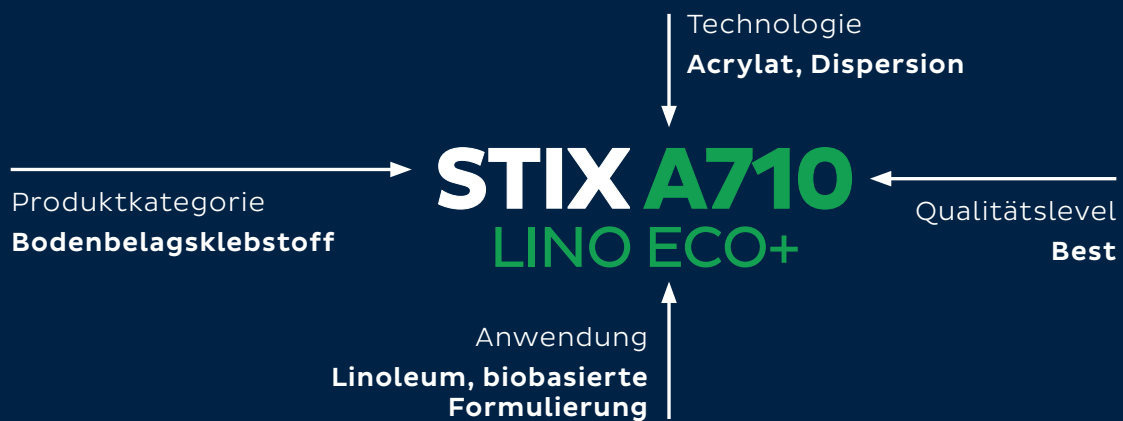 Technologie
Acrylat, Dispersion
Produktkategorie
Bodenbelagsklebstoff
STIX A710
LINO ECO+
Qualitätslevel
Best
Anwendung
Linoleum, biobasierte
Formulierung